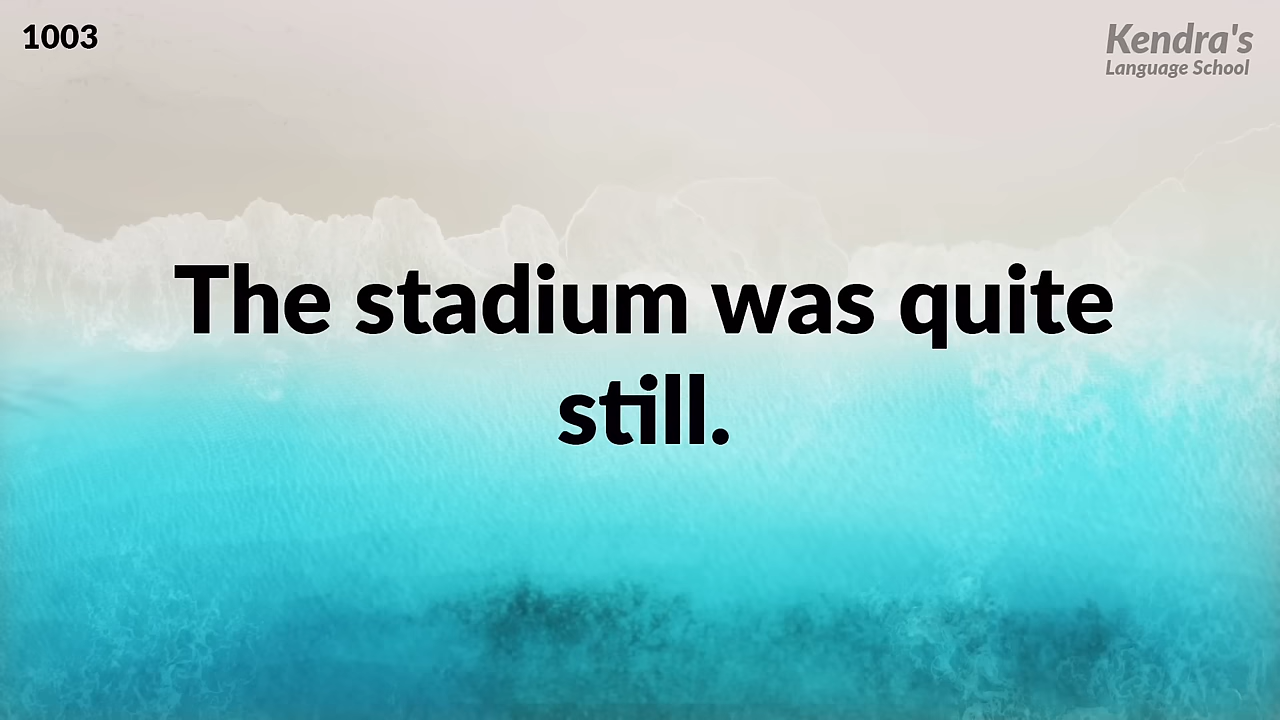 1003
Kendra's
Language School
The stadium was quite
still.